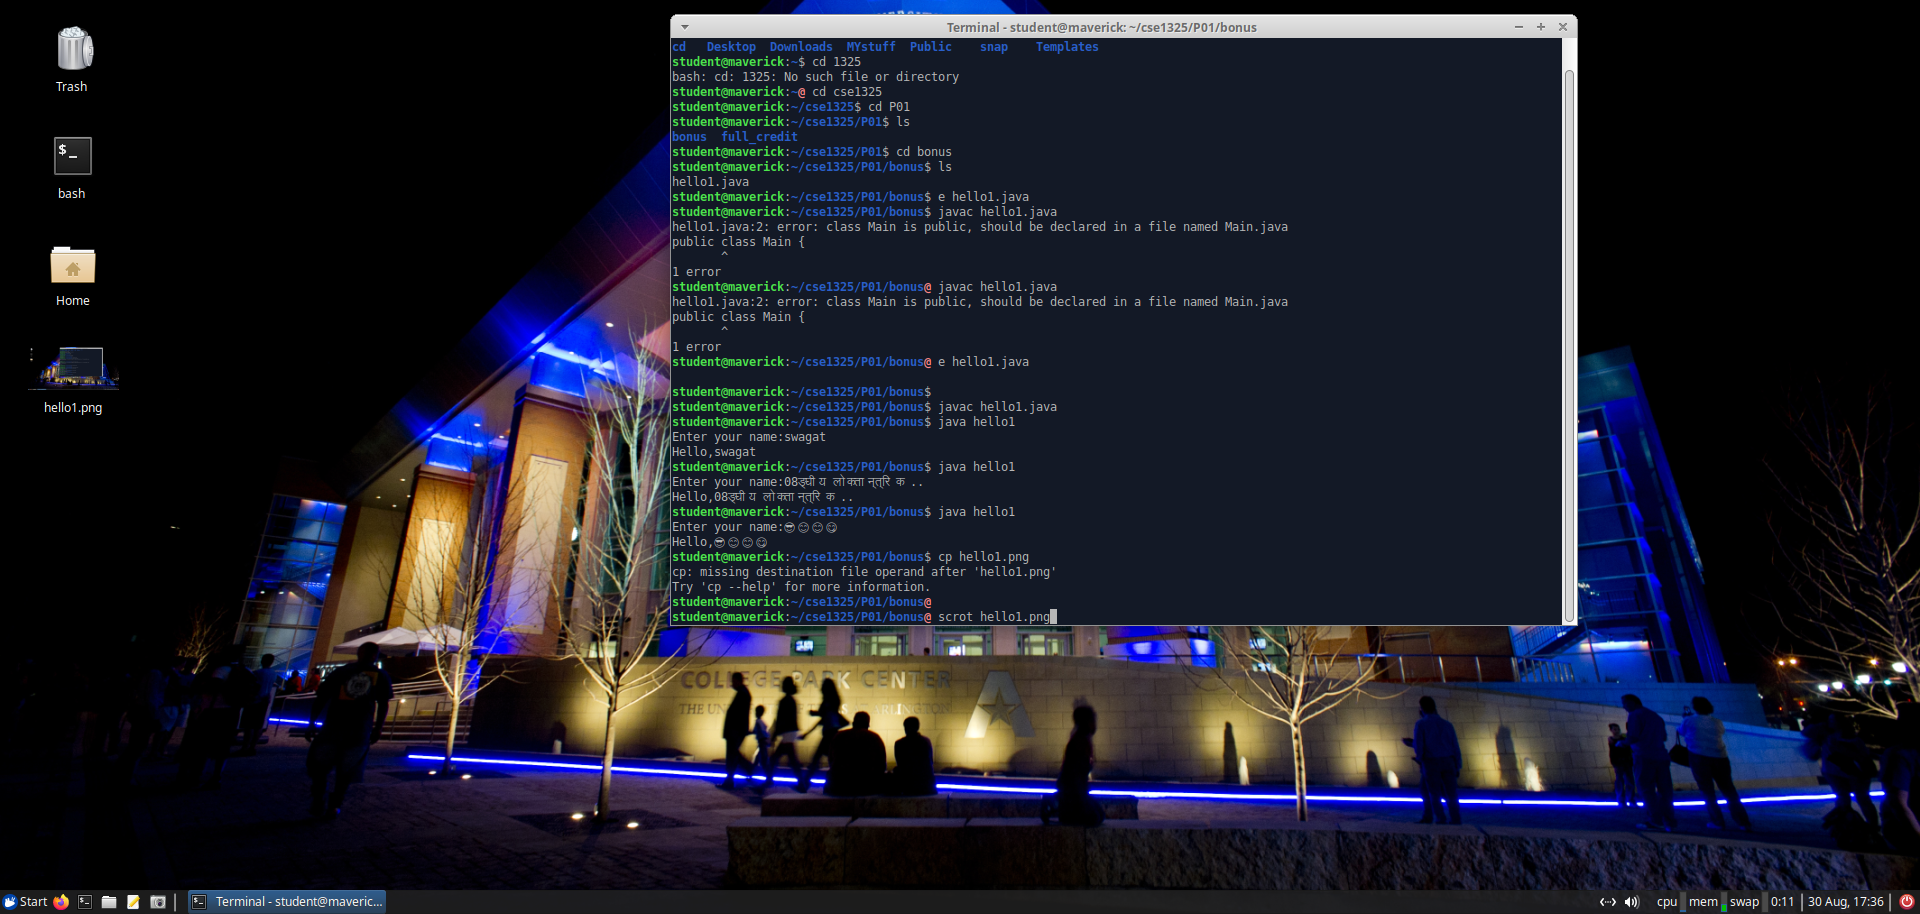 Trash
bash
Home
hello1.png
Terminal - student@maverick: ~/cse1325/P01/bonus
cd Desktop Downloads MYstuff Public snap Templates
student@maverick:~$ cd 1325
bash: cd: 1325: No such file or directory
student@maverick:~@ cd cse1325
student@maverick:~/cse1325$ cd P01
student@maverick:~/cse1325/P01$ ls
bonus full_credit
student@maverick:~/cse1325/P01$ cd bonus
student@maverick:~/cse1325/P01/bonus$ ls
hello1.java
student@maverick:~/cse1325/P01/bonus$ e hello1.java
student@maverick:~/cse1325/P01/bonus$ javac hello1.java
hello1.java:2: error: class Main is public, should be declared in a file named Main.java
public class Main {
^
1 error
student@maverick:~/cse1325/P01/bonus@ javac hello1.java
hello1.java:2: error: class Main is public, should be declared in a file named Main.java
public class Main {
^
1 error
student@maverick:~/cse1325/P01/bonus@ e hello1.java
student@maverick:~/cse1325/P01/bonus$
student@maverick:~/cse1325/P01/bonus$ javac hello1.java
student@maverick:~/cse1325/P01/bonus$ java hello1
Enter your name:swagat
Hello,swagat
student@maverick:~/cse1325/P01/bonus$ java hello1
Enter your name:08ङ्घीय लोक्तान्त्रिक ..
Hello,08ङ्घीय लोक्तान्त्रिक ..
student@maverick:~/cse1325/P01/bonus$ java hello1
Enter your name:😎😊😊😋
Hello,😎😊😊😋
student@maverick:~/cse1325/P01/bonus$ cp hello1.png
cp: missing destination file operand after 'hello1.png'
Try 'cp --help' for more information.
student@maverick:~/cse1325/P01/bonus@
student@maverick:~/cse1325/P01/bonus@ scrot hello1.png
COLLEGE PARK CENTER
Start
Terminal - student@maveric...
cpu mem swap 0:11 30 Aug, 17:36